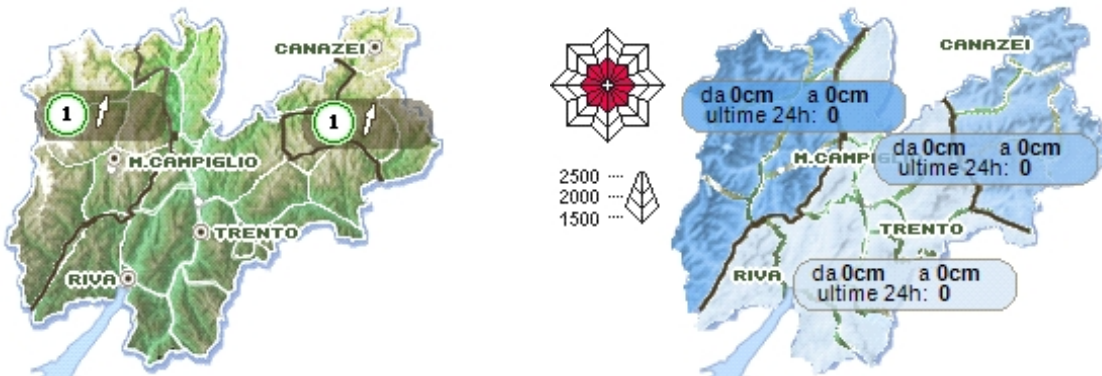 CANAZEI
1
1
M.CAMPIGLIO
TRENTO
RIVA
2500
2000
1500
CANAZEI
da 0cm a 0cm
ultime 24h: 0
M.CAMPIG
da 0cm a 0cm
ultime 24h: 0
TRENTO
RIVA
da 0cm a 0cm
ultime 24h: 0